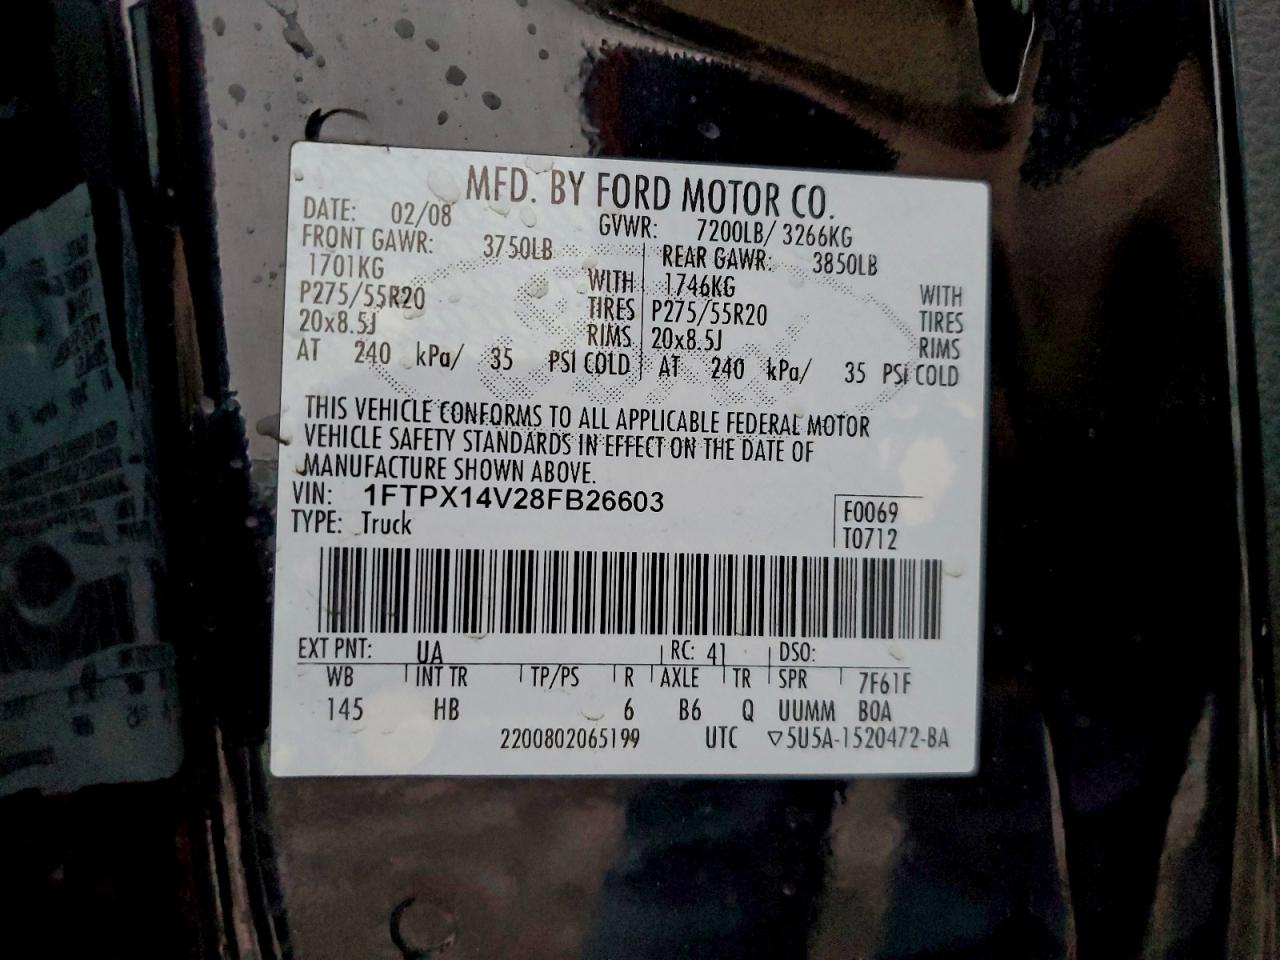 MFD. BY FORD MOTOR CO.
DATE: 02/08 GVWR: 7200LB/ 3266KG
FRONT GAWR: 3750LB REAR GAWR: 3850LB
1701KG WITH 1746KG WITH
P275/55R20 TIRES P275/55R20 TIRES
20x8.5J RIMS 20x8.5J RIMS
AT 240 kPa/ 35 PSI COLD AT 240 kPa/ 35 PSI COLD
THIS VEHICLE CONFORMS TO ALL APPLICABLE FEDERAL MOTOR
VEHICLE SAFETY STANDARDS IN EFFECT ON THE DATE OF
MANUFACTURE SHOWN ABOVE.
VIN: 1FTPX14V28FB26603 F0069
TYPE: Truck T0712
EXT PNT: UA RC: 41 DSO:
WB INT TR TP/PS R AXLE TR SPR 7F61F
145 HB 6 B6 Q UUMM B0A
2200802065199 UTC ▽5U5A-1520472-BA